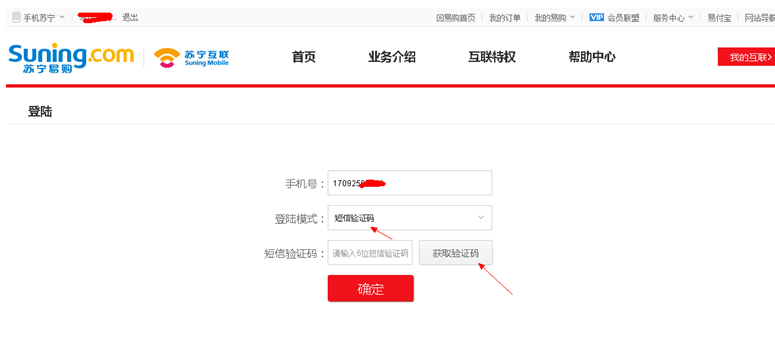 手机苏宁 退出 回易购首页 我的订单 我的易购 VIP 会员联盟 服务中心 易付宝 网站导航
Suning.com 苏宁互联 首页 业务介绍 互联特权 帮助中心 我的互联>
苏宁易购 Suning Mobile
登陆
手机号： 170925
登陆模式： 短信验证码
短信验证码： 请输入6位短信验证码 获取验证码
确定